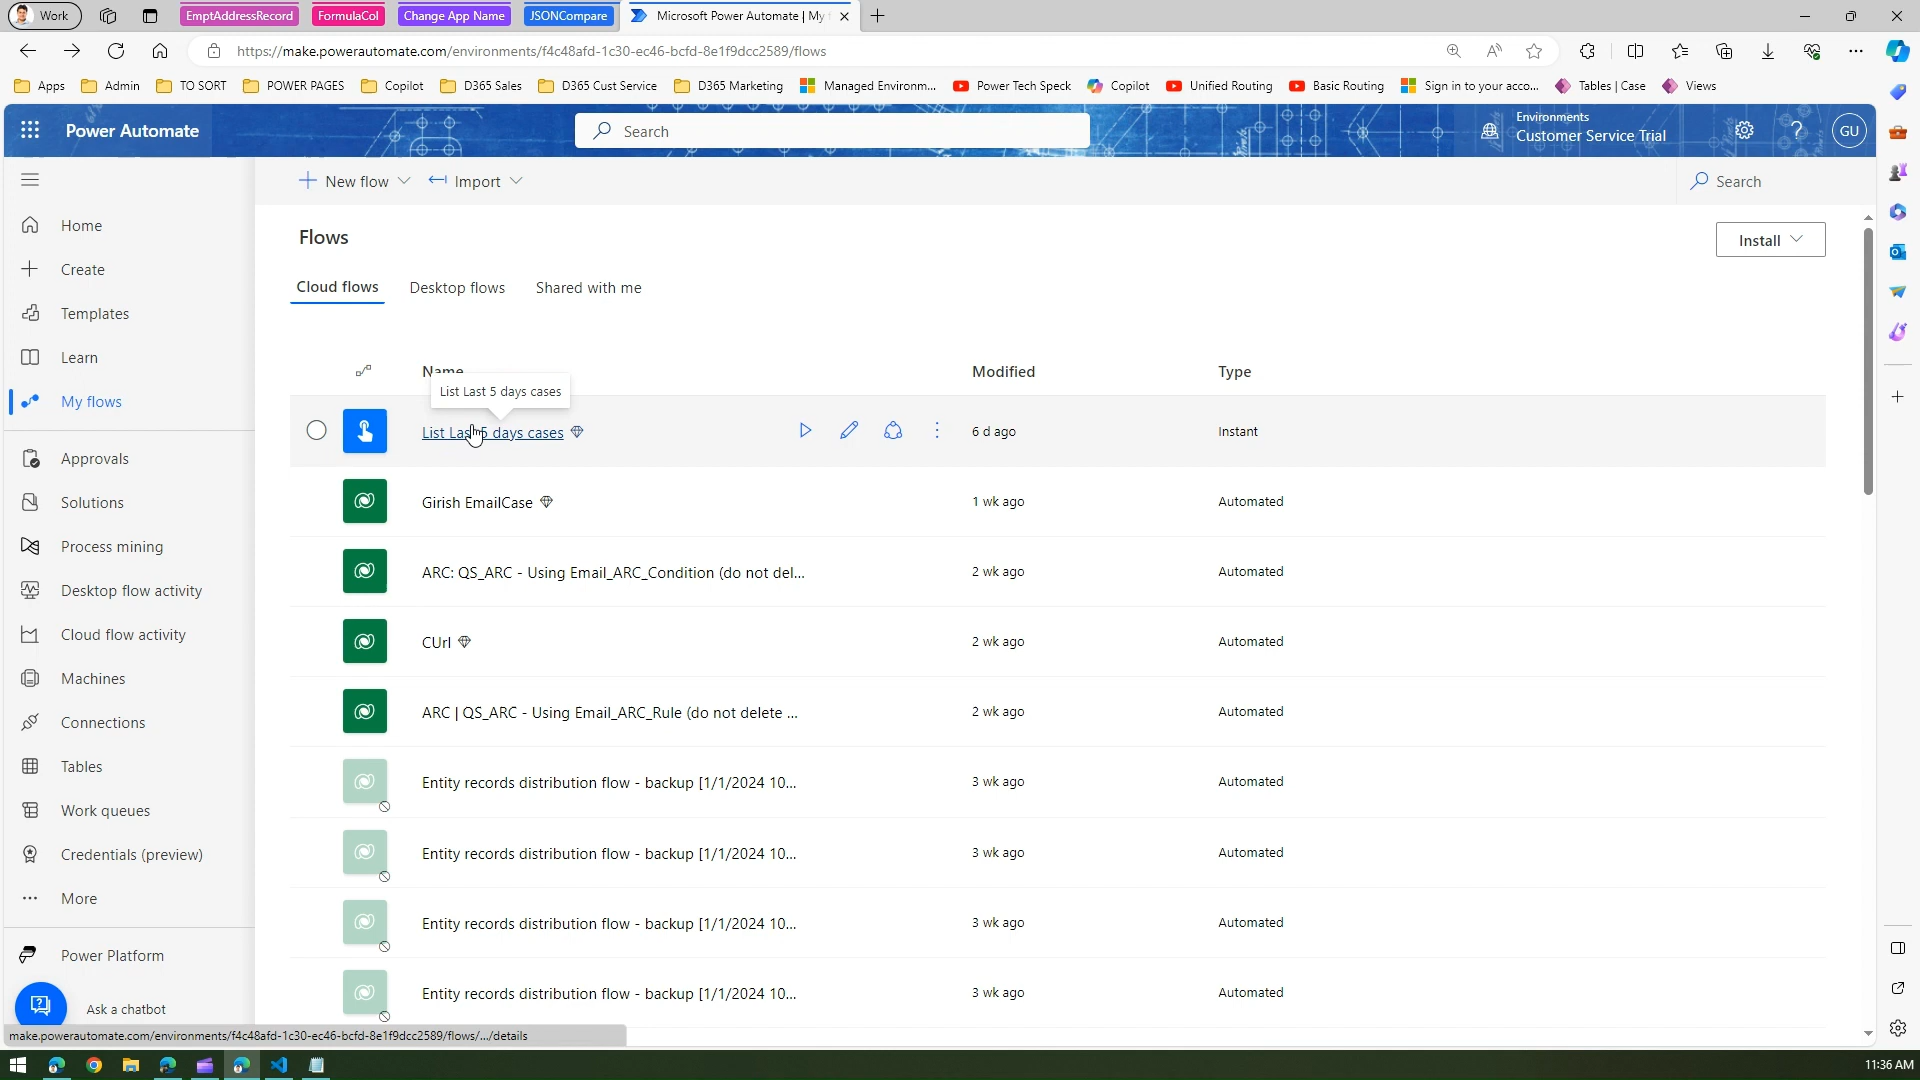 Work
EmptAddressRecord
FormulaCol
Change App Name
JSONCompare
Microsoft Power Automate | My
https://make.powerautomate.com/environments/f4c48afd-1c30-ec46-bcfd-8e1f9dcc2589/flows
Apps
Admin
TO SORT
POWER PAGES
Copilot
D365 Sales
D365 Cust Service
D365 Marketing
Managed Environm...
Power Tech Speck
Copilot
Unified Routing
Basic Routing
Sign in to your acco...
Tables | Case
Views
Power Automate
Search
Environments
Customer Service Trial
GU
New flow
Import
Search
Home
Create
Templates
Learn
My flows
Approvals
Solutions
Process mining
Desktop flow activity
Cloud flow activity
Machines
Connections
Tables
Work queues
Credentials (preview)
More
Power Platform
Ask a chatbot
Flows
Install
Cloud flows
Desktop flows
Shared with me
Name
Modified
Type
List Last 5 days cases
List Last 5 days cases
6 d ago
Instant
Girish EmailCase
1 wk ago
Automated
ARC: QS_ARC - Using Email_ARC_Condition (do not del...
2 wk ago
Automated
CUrl
2 wk ago
Automated
ARC | QS_ARC - Using Email_ARC_Rule (do not delete ...
2 wk ago
Automated
Entity records distribution flow - backup [1/1/2024 10...
3 wk ago
Automated
Entity records distribution flow - backup [1/1/2024 10...
3 wk ago
Automated
Entity records distribution flow - backup [1/1/2024 10...
3 wk ago
Automated
Entity records distribution flow - backup [1/1/2024 10...
3 wk ago
Automated
make.powerautomate.com/environments/f4c48afd-1c30-ec46-bcfd-8e1f9dcc2589/flows/.../details
11:36 AM